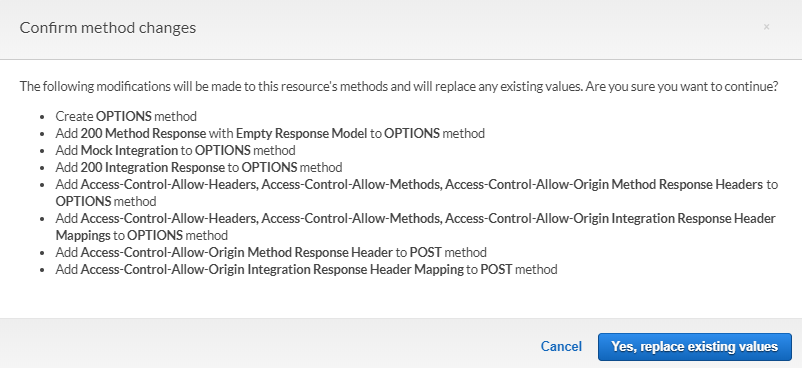 Confirm method changes
×
The following modifications will be made to this resource's methods and will replace any existing values. Are you sure you want to continue?
• Create OPTIONS method
• Add 200 Method Response with Empty Response Model to OPTIONS method
• Add Mock Integration to OPTIONS method
• Add 200 Integration Response to OPTIONS method
• Add Access-Control-Allow-Headers, Access-Control-Allow-Methods, Access-Control-Allow-Origin Method Response Headers to
OPTIONS method
• Add Access-Control-Allow-Headers, Access-Control-Allow-Methods, Access-Control-Allow-Origin Integration Response Header
Mappings to OPTIONS method
• Add Access-Control-Allow-Origin Method Response Header to POST method
• Add Access-Control-Allow-Origin Integration Response Header Mapping to POST method
Cancel
Yes, replace existing values